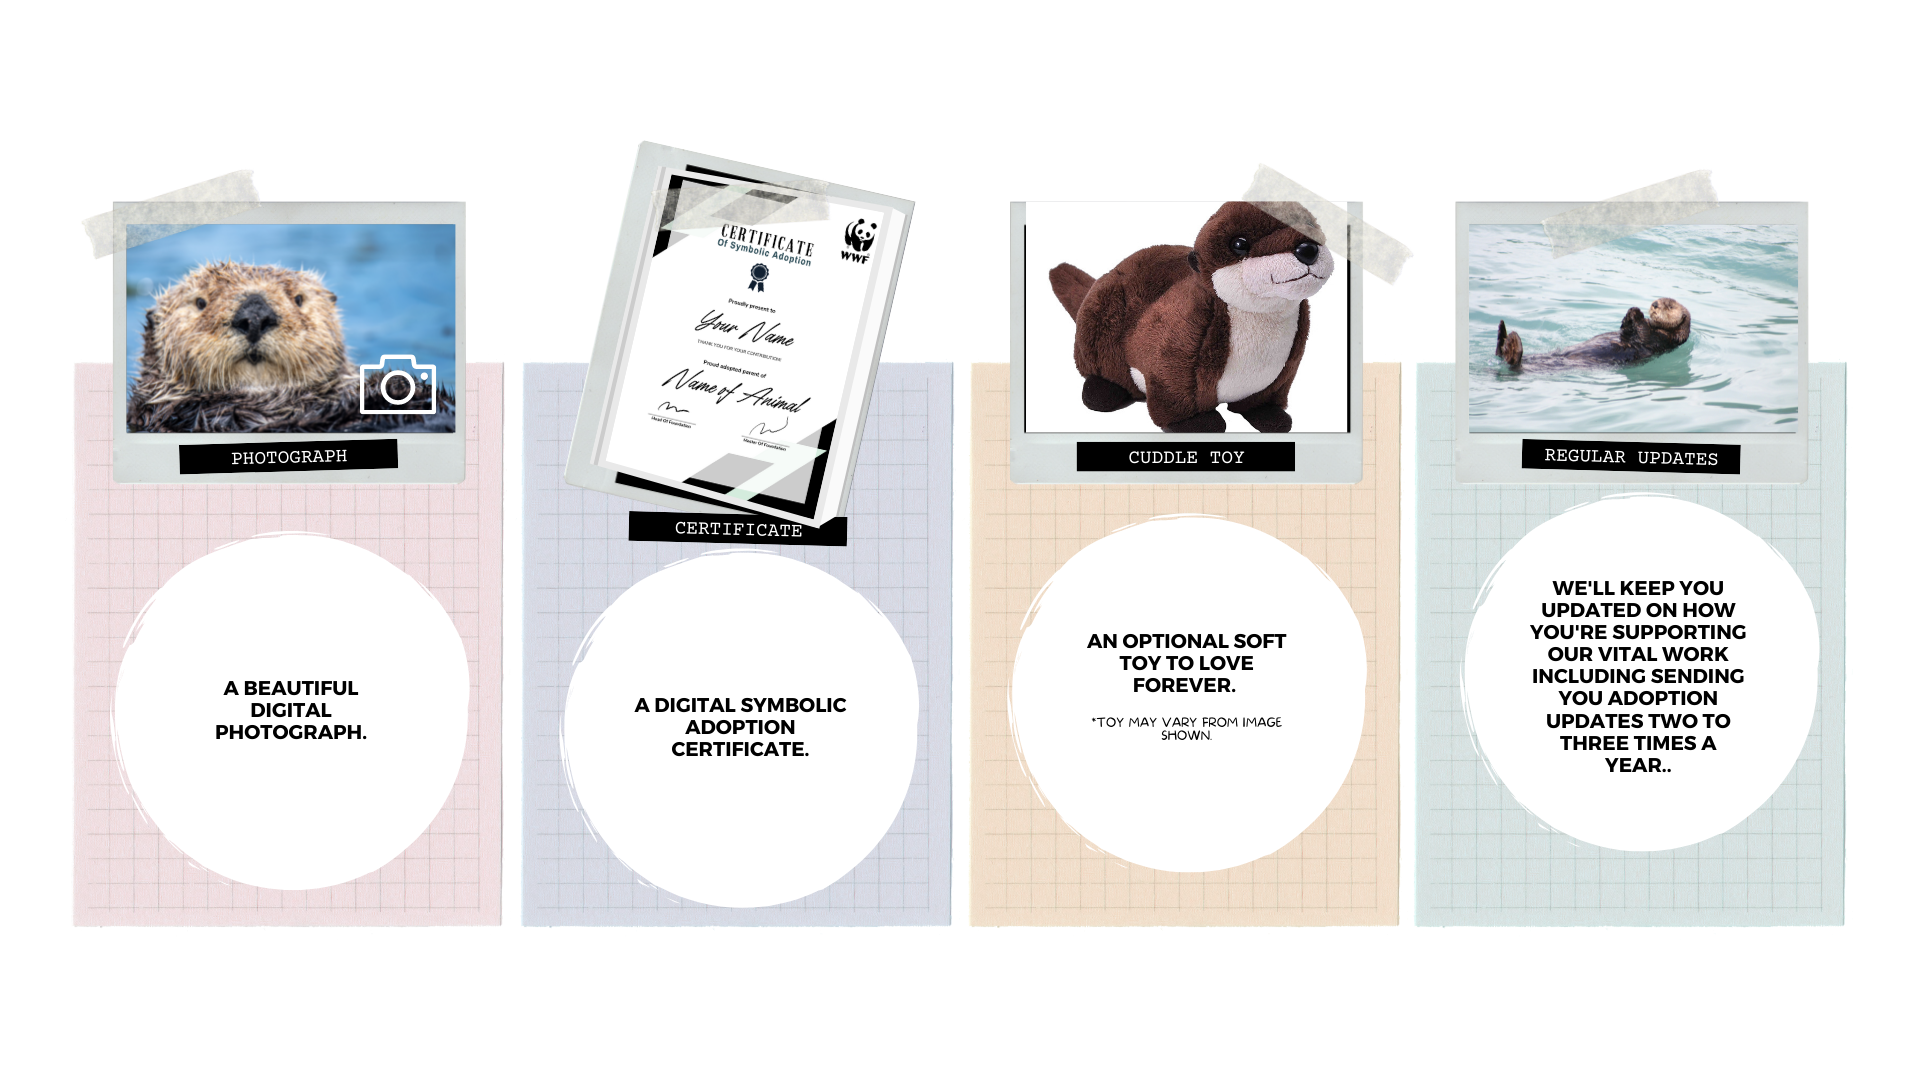 PHOTOGRAPH
A BEAUTIFUL
DIGITAL
PHOTOGRAPH.
CERTIFICATE
Of Symbolic Adoption
WWF
Proudly present to
Your Name
THANK YOU FOR YOUR CONTRIBUTIONS
Proud adopted parent of
Name of Animal
Head Of Foundation
Master Of Foundation
CERTIFICATE
A DIGITAL SYMBOLIC
ADOPTION
CERTIFICATE.
CUDDLE TOY
AN OPTIONAL SOFT
TOY TO LOVE
FOREVER.
*TOY MAY VARY FROM IMAGE
SHOWN.
REGULAR UPDATES
WE'LL KEEP YOU
UPDATED ON HOW
YOU'RE SUPPORTING
OUR VITAL WORK
INCLUDING SENDING
YOU ADOPTION
UPDATES TWO TO
THREE TIMES A
YEAR..